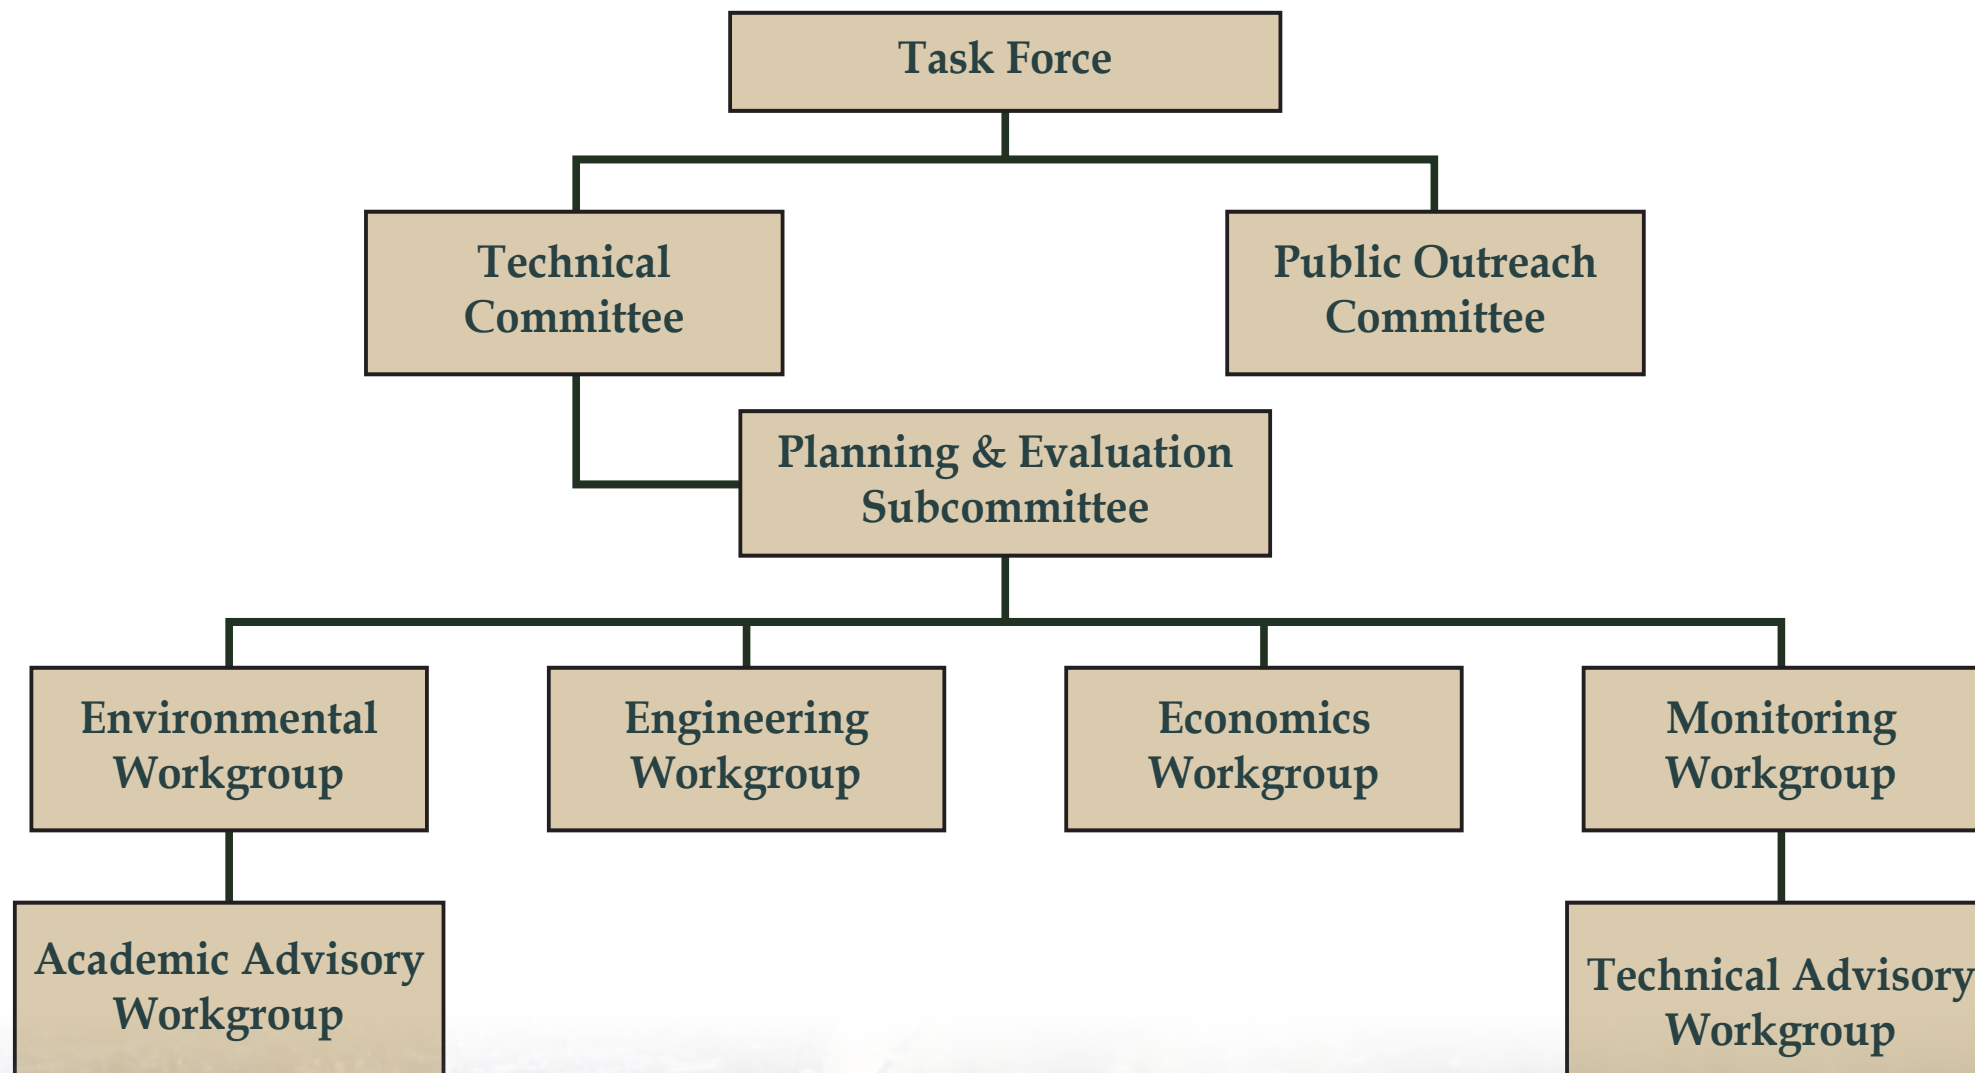 Task Force
Technical
Committee
Public Outreach
Committee
Planning & Evaluation
Subcommittee
Environmental
Workgroup
Engineering
Workgroup
Economics
Workgroup
Monitoring
Workgroup
Academic Advisory
Workgroup
Technical Advisory
Workgroup